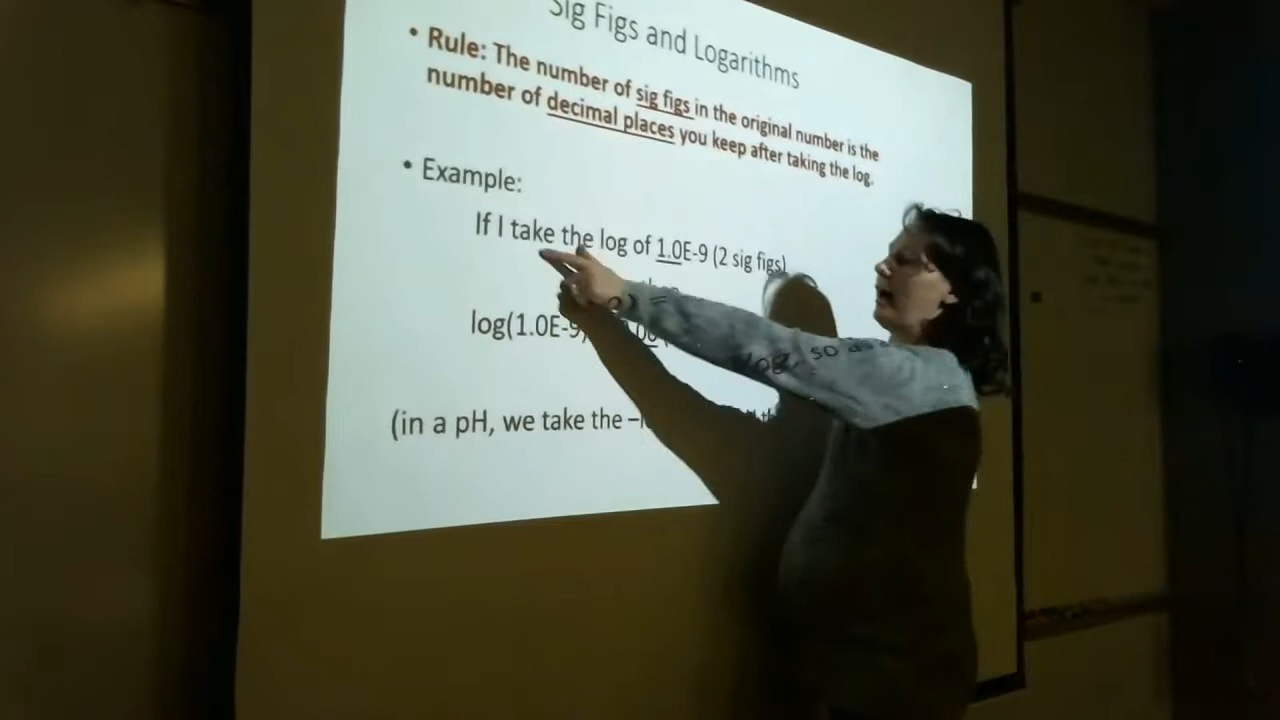 Sig Figs and Logarithms
• Rule: The number of sig figs in the original number is the
number of decimal places you keep after taking the log.
• Example:
If I take the log of 1.0E-9 (2 sig figs)
log(1.0E-9)
(in a pH, we take the –
so